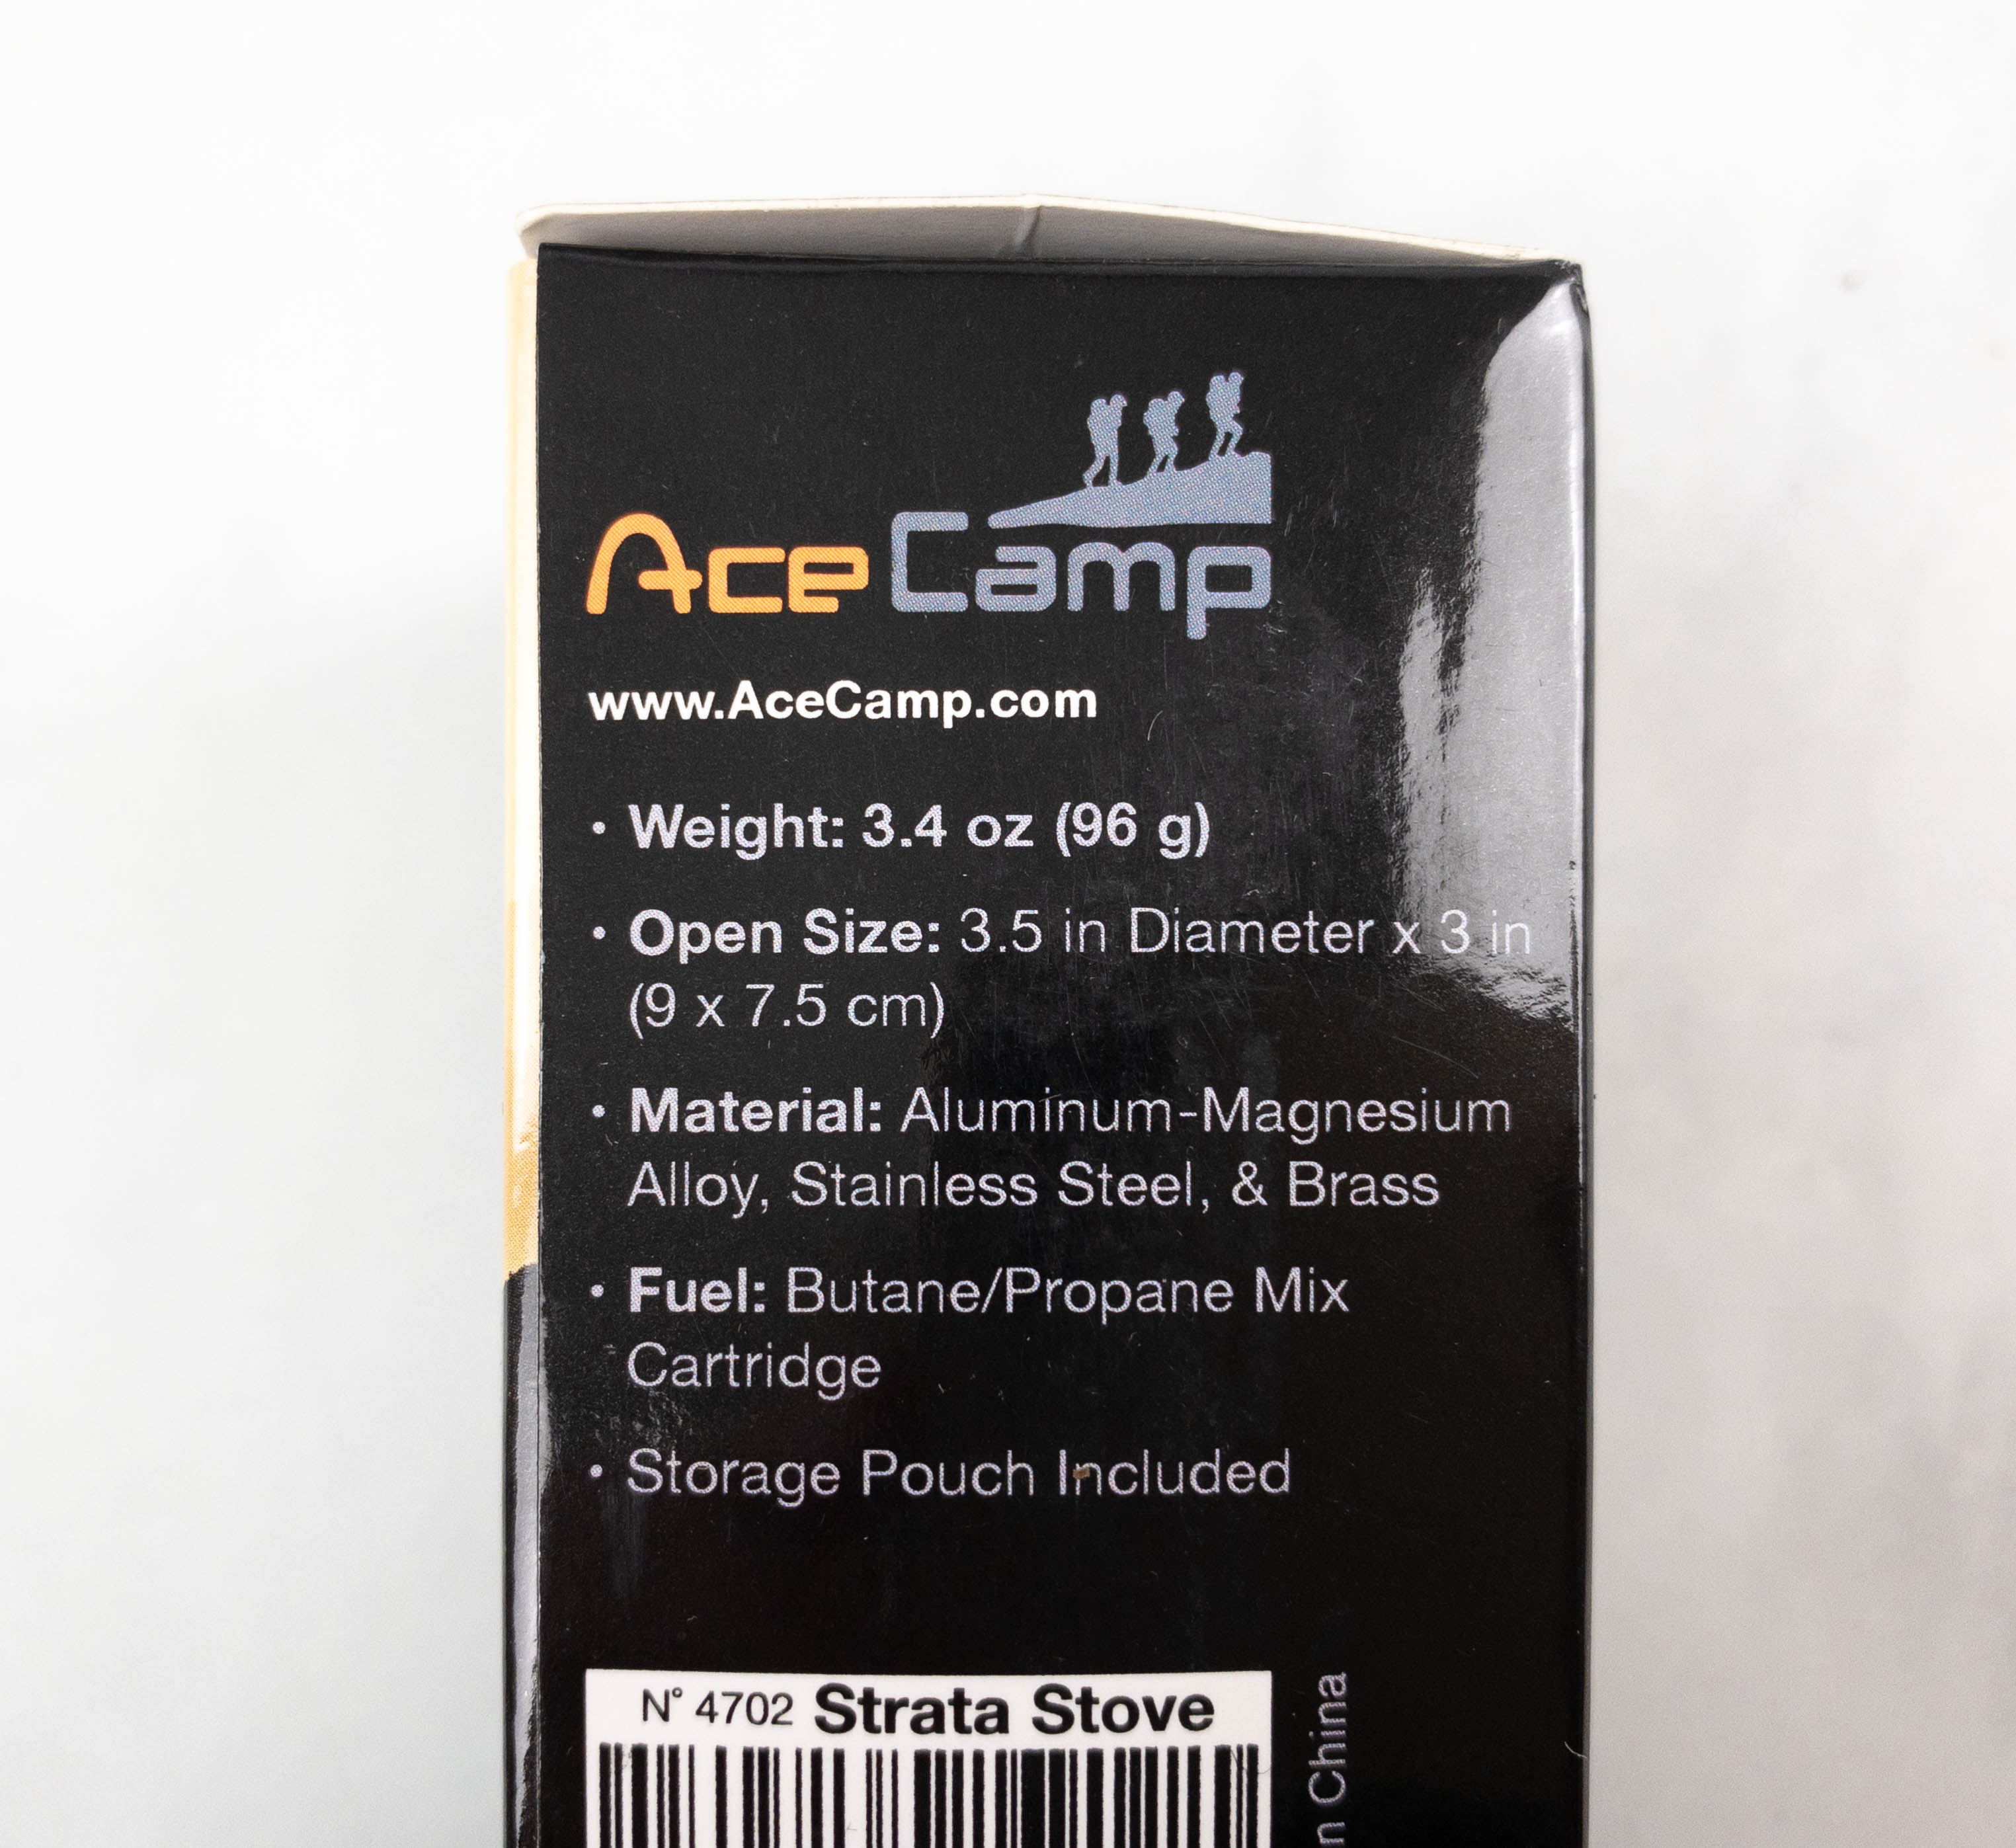 Ace Camp
www.AceCamp.com
• Weight: 3.4 oz (96 g)
• Open Size: 3.5 in Diameter x 3 in
(9 x 7.5 cm)
• Material: Aluminum-Magnesium
Alloy, Stainless Steel, & Brass
• Fuel: Butane/Propane Mix
Cartridge
• Storage Pouch Included
N° 4702 Strata Stove
China